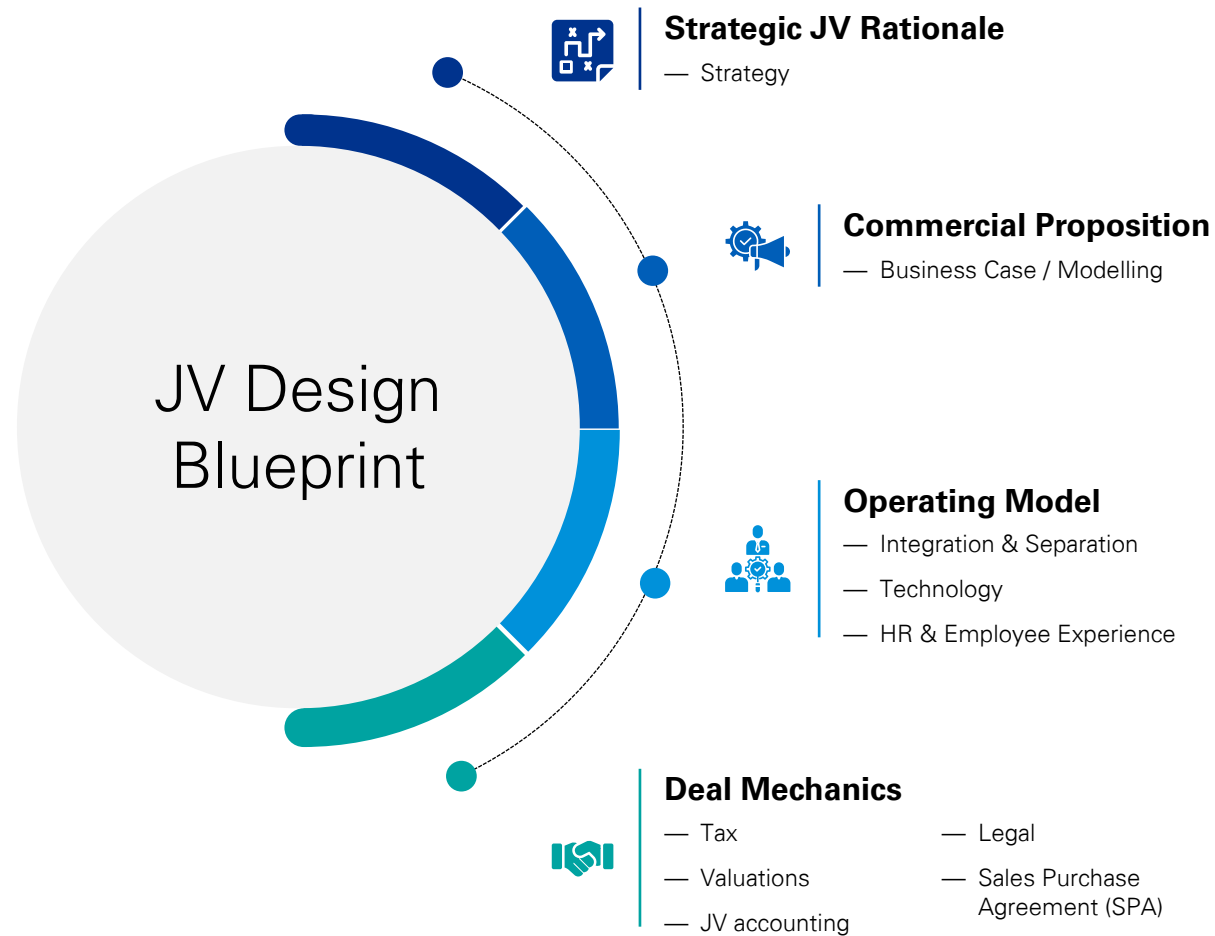 Strategic JV Rationale
— Strategy
Commercial Proposition
— Business Case / Modelling
JV Design
Blueprint
Operating Model
— Integration & Separation
— Technology
— HR & Employee Experience
Deal Mechanics
— Tax
— Valuations
— JV accounting
— Legal
— Sales Purchase
Agreement (SPA)